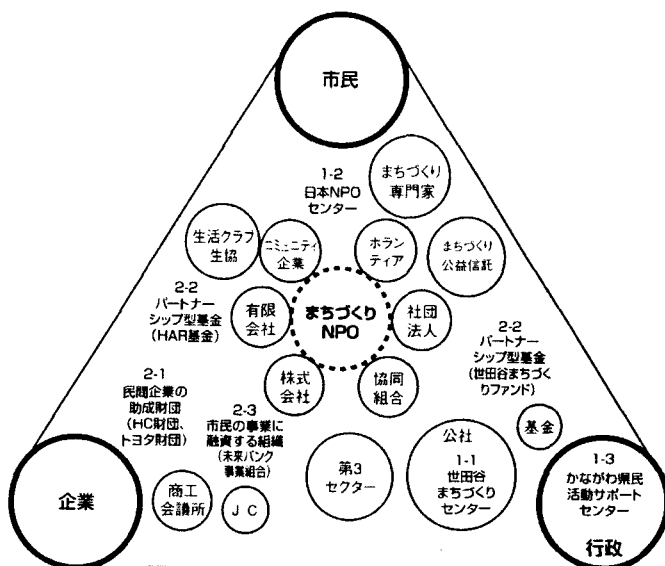 市民
1-2
日本NPO
センター
まちづくり
専門家
生活クラブ
生協
コミュニティ
企業
ボラン
ティア
まちづくり
公益信託
2-2
パートナー
シップ型基金
(HAR基金)
有限
会社
まちづくり
NPO
社団
法人
2-2
パートナー
シップ型基金
(世田谷まちづく
りファンド)
株式
会社
協同
組合
2-1
民間企業の
助成財団
(HC財団、
トヨタ財団)
2-3
市民の事業に
融資する組織
(未来バンク
事業組合)
基金
企業
商工
会議所
JC
第3
セクター
公社
1-1
世田谷
まちづくり
センター
1-3
かながわ県民
活動サポート
センター
行政